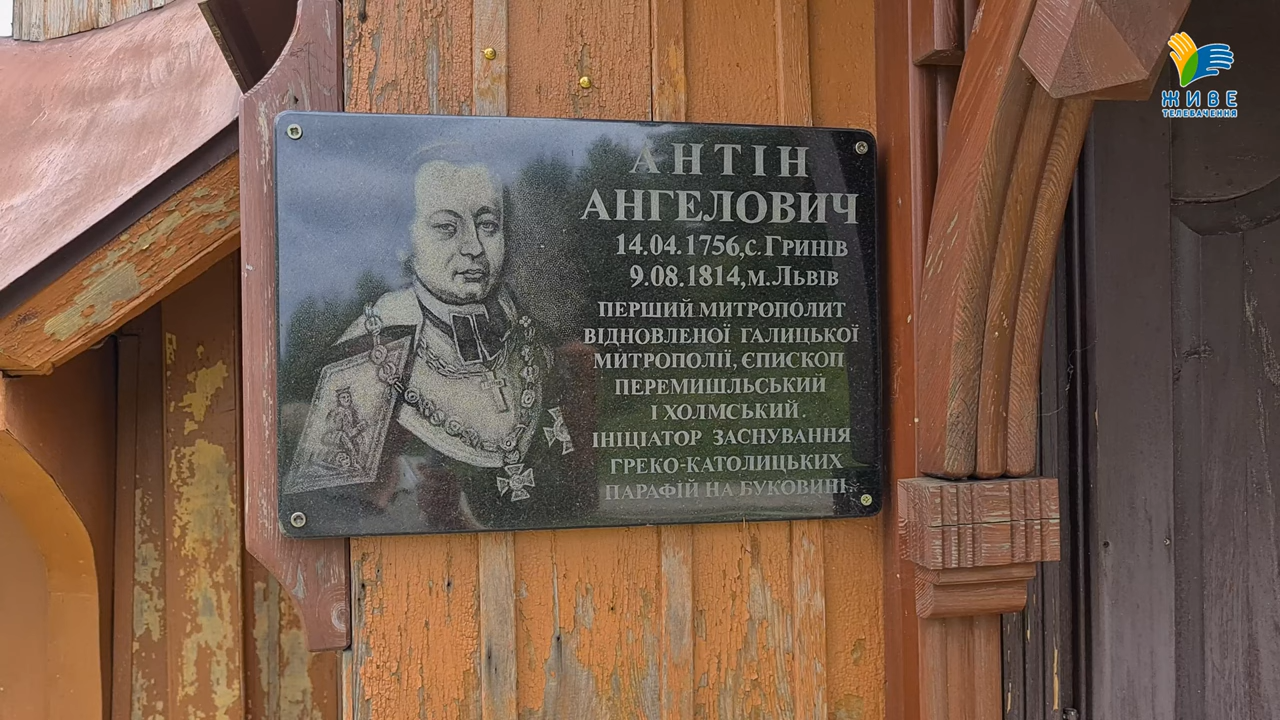 ЖИВЕ
ТЕЛЕБАЧЕННЯ
АНТІН
АНГЕЛОВИЧ
14.04.1756,с.Гринів
9.08.1814,м.Львів
ПЕРШИЙ МИТРОПОЛИТ
ВІДНОВЛЕНОЇ ГАЛИЦЬКОЇ
МИТРОПОЛІЇ, ЄПИСКОП
ПЕРЕМИШЛЬСЬКИЙ
І ХОЛМСЬКИЙ.
ІНІЦІАТОР ЗАСНУВАННЯ
ГРЕКО-КАТОЛИЦЬКИХ
ПАРАФІЙ НА БУКОВИНІ.